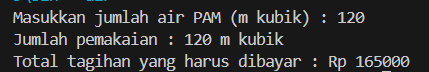 Masukkan jumlah air PAM (m kubik) : 120
Jumlah pemakaian : 120 m kubik
Total tagihan yang harus dibayar : Rp 165000